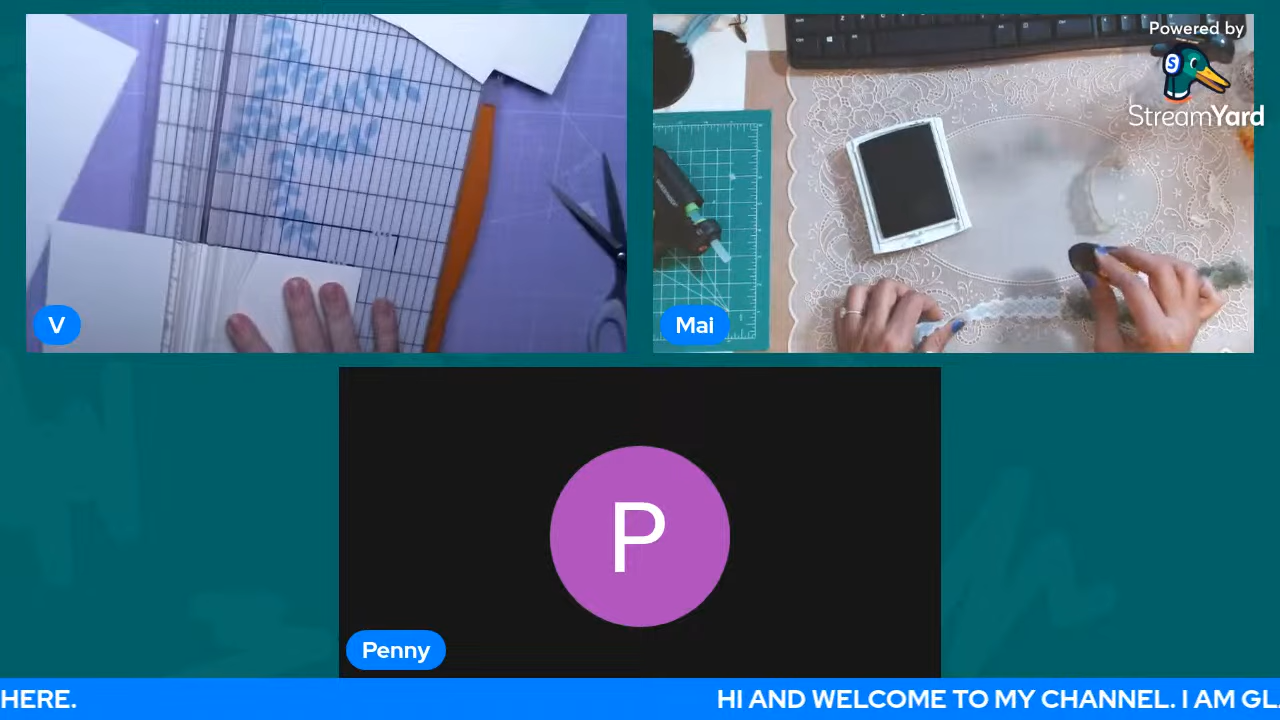 Powered by
StreamYard
V
Mai
P
Penny
HERE.
HI AND WELCOME TO MY CHANNEL. I AM GL